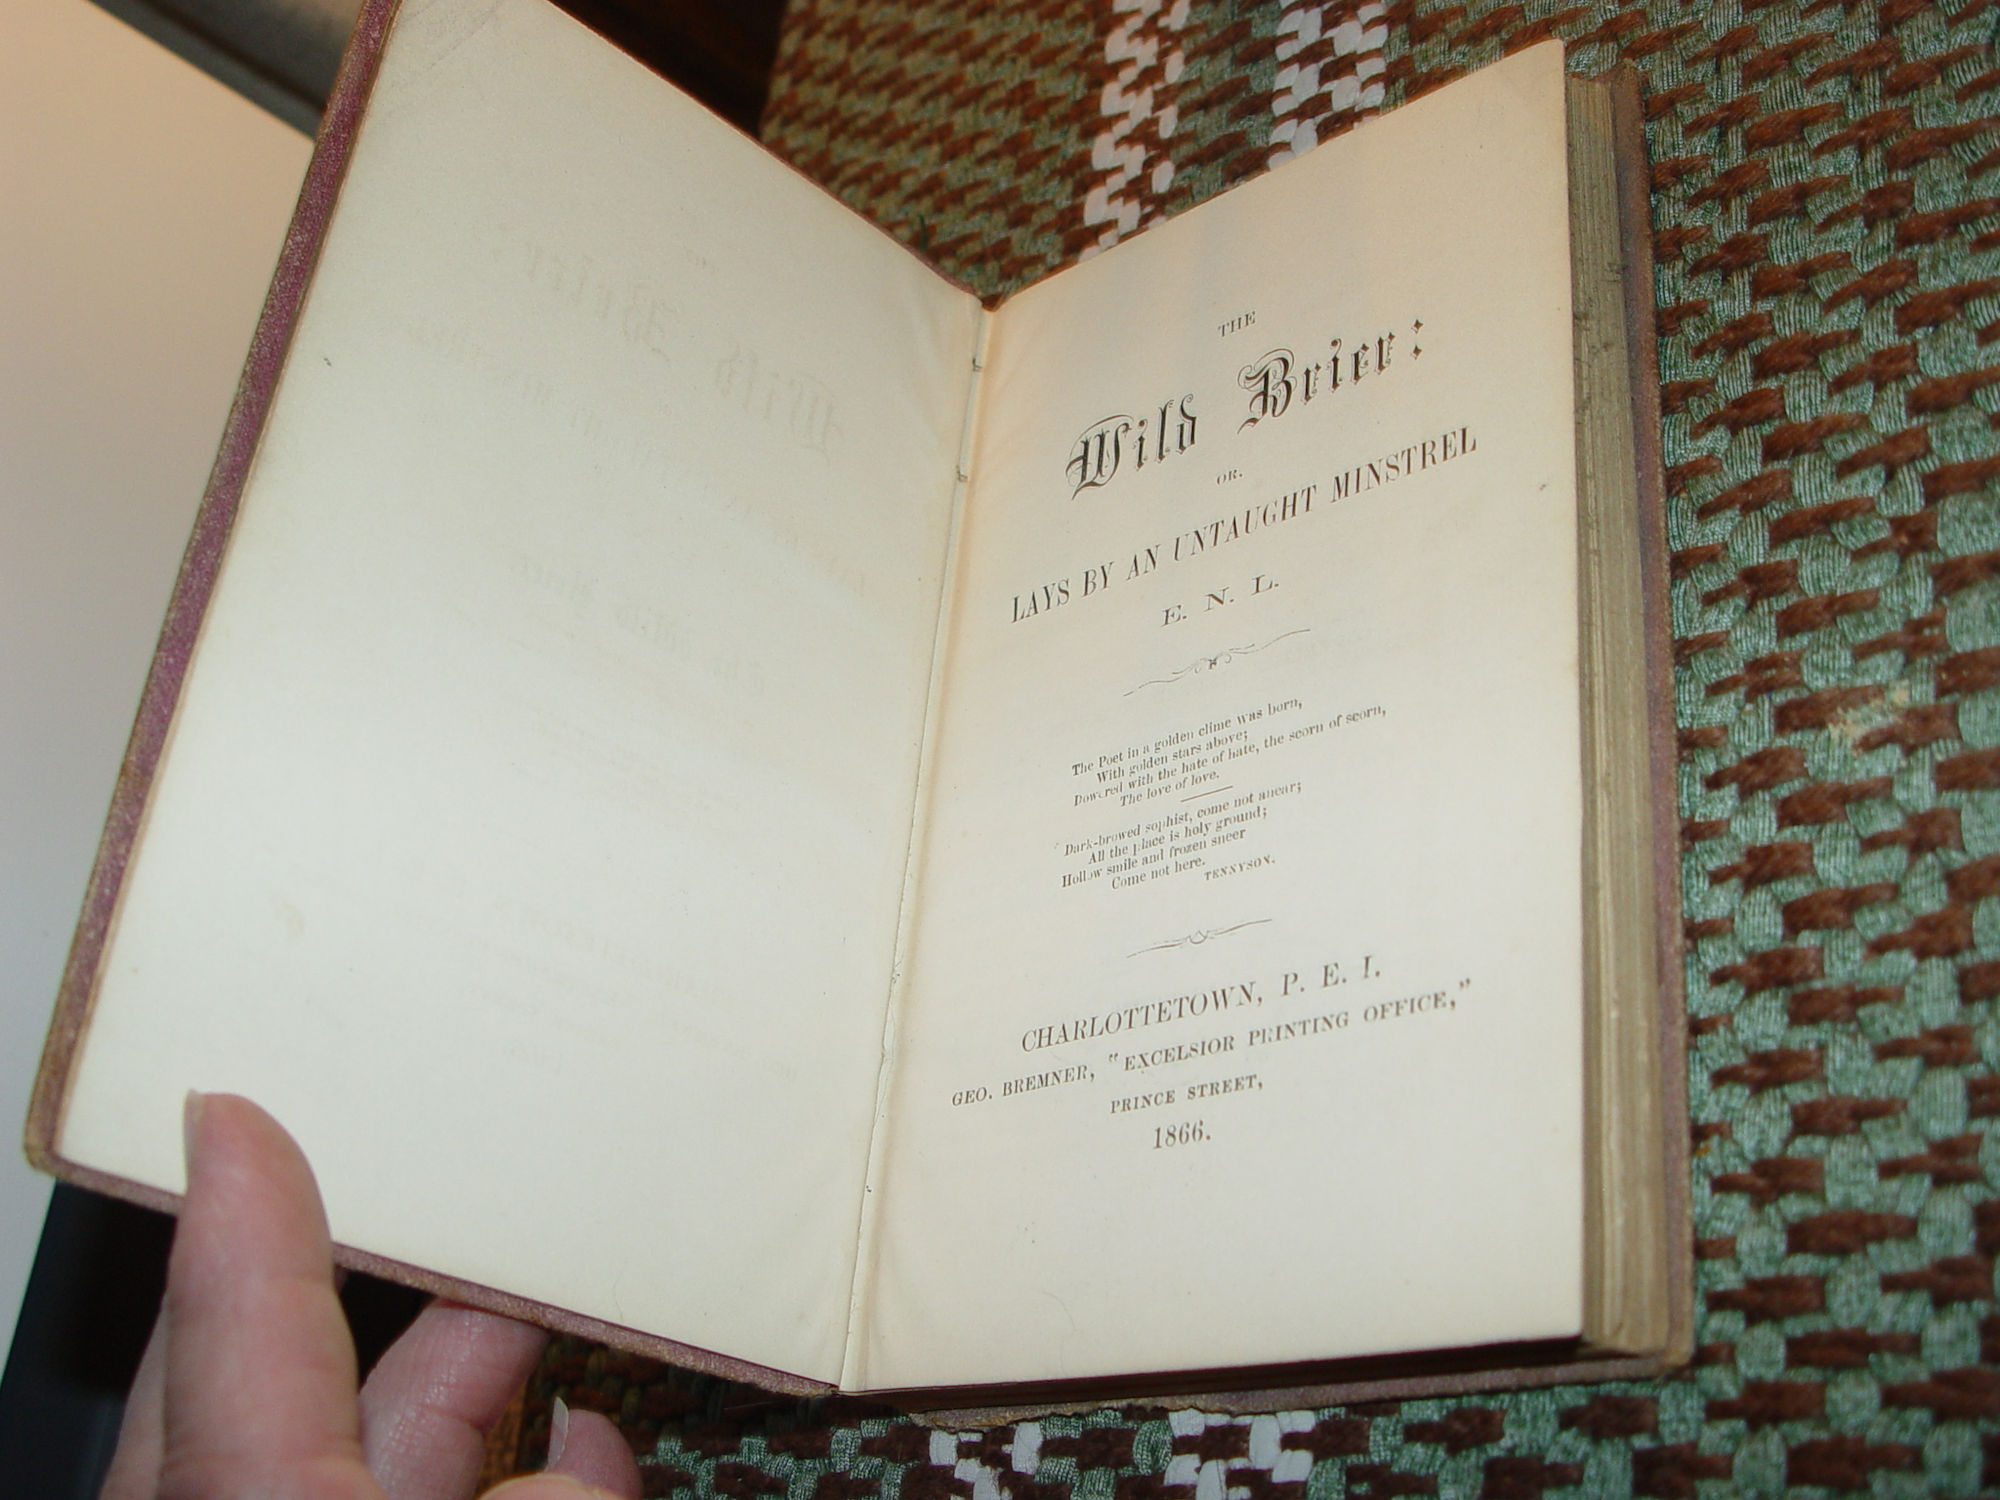 THE
Wild Brier:
OR,
LAYS BY AN UNTAUGHT MINSTREL
E. N. L.
The Poet in a golden clime was born,
With golden stars above;
Dowered with the hate of hate, the scorn of scorn,
The love of love.
Dark-browed sophist, come not anear;
All the place is holy ground;
Hollow smile and frozen sneer
Come not here.
TENNYSON.
CHARLOTTETOWN, P. E. I.
GEO. BREMNER, "EXCELSIOR PRINTING OFFICE,"
PRINCE STREET,
1866.